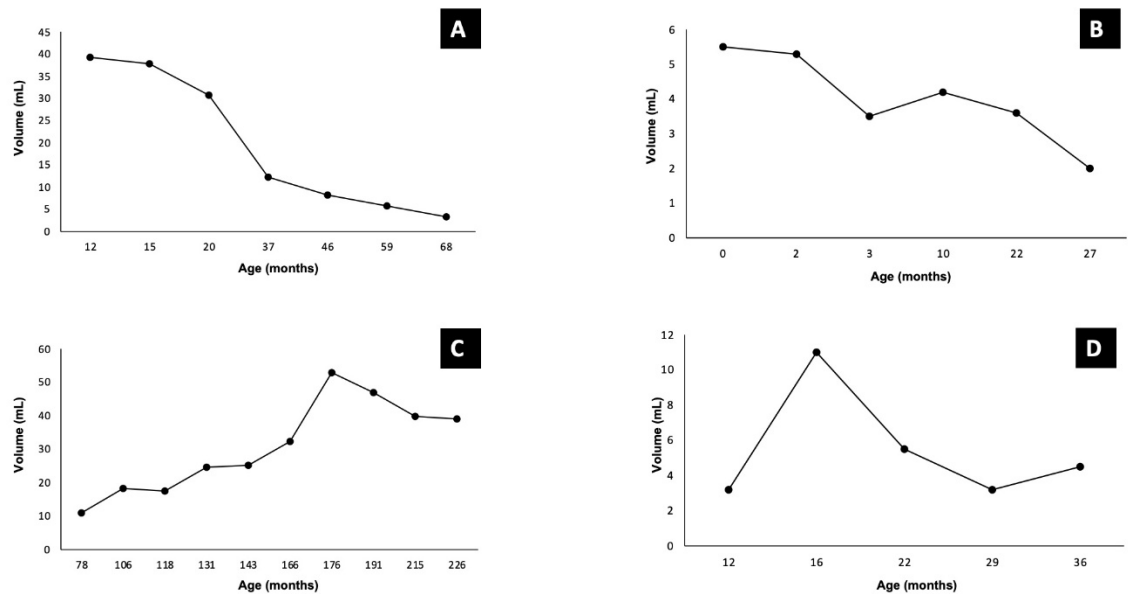 A
Volume (mL)
45
40
35
30
25
20
15
10
5
0
12 15 20 37 46 59 68
Age (months)
B
Volume (mL)
6
5
4
3
2
1
0
0 2 3 10 22 27
Age (months)
C
Volume (mL)
60
50
40
30
20
10
0
78 106 118 131 143 166 176 191 215 226
Age (months)
D
Volume (mL)
12
10
8
6
4
2
0
12 16 22 29 36
Age (months)